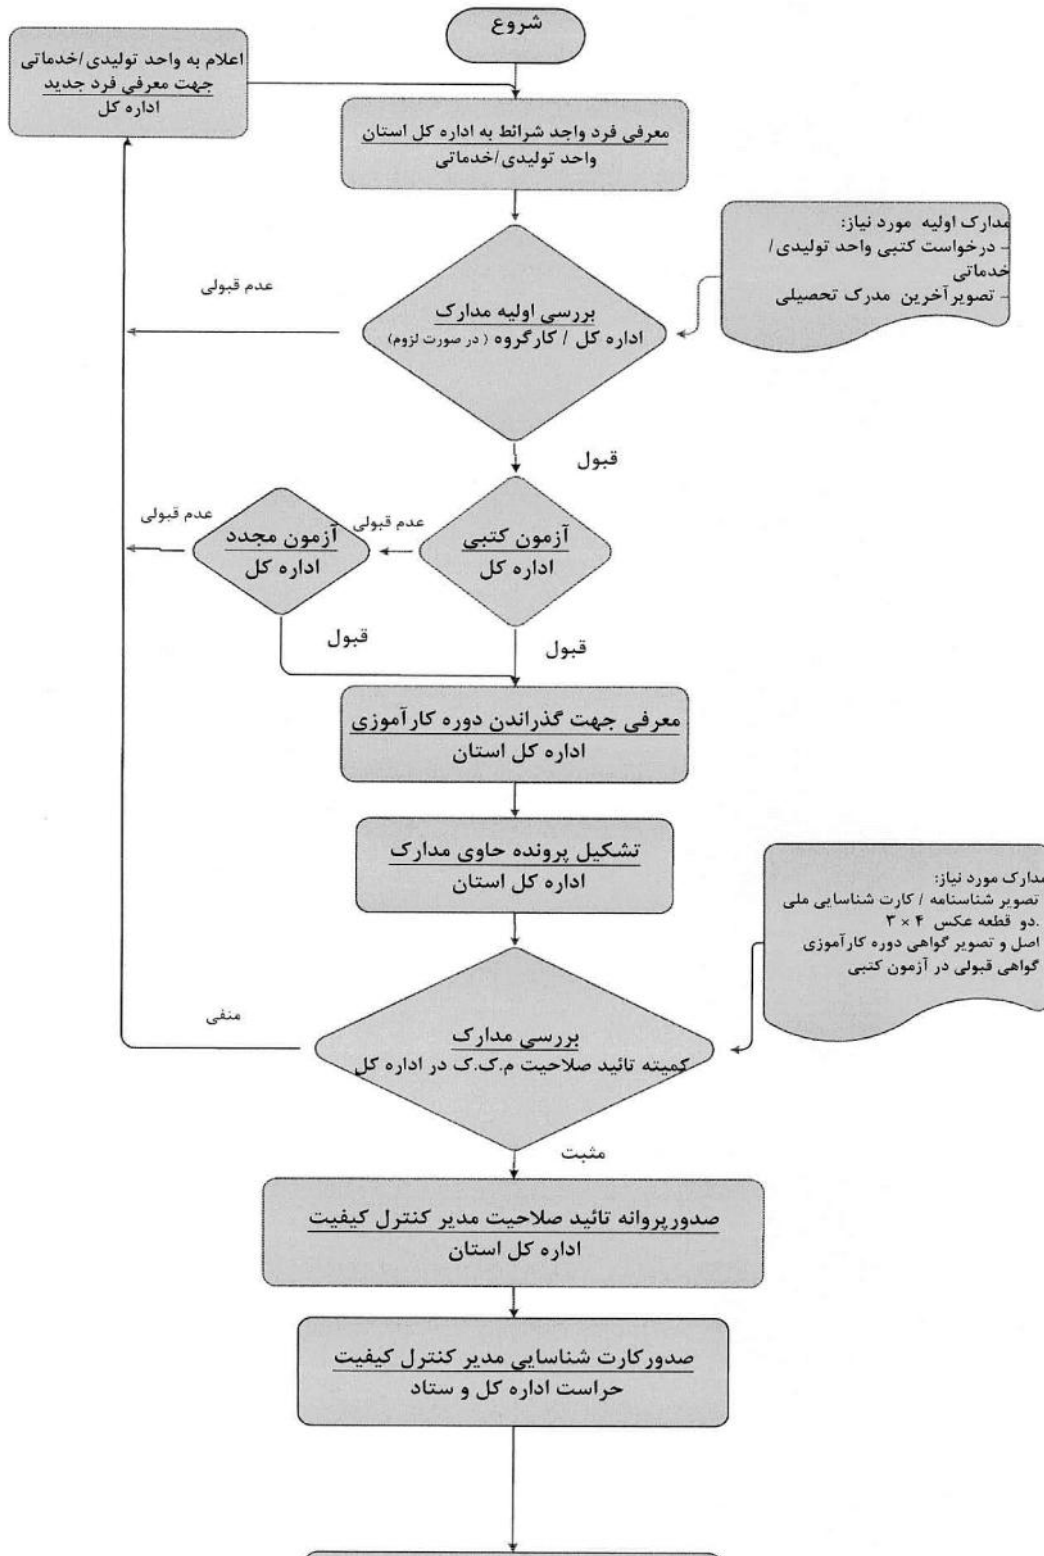 شروع
اعلام به واحد تولیدی/خدماتی
جهت معرفی فرد جدید
اداره کل
معرفی فرد واجد شرائط به اداره کل استان
واحد تولیدی/خدماتی
مدارک اولیه مورد نیاز:
- درخواست کتبی واحد تولیدی/
خدماتی
- تصویر آخرین مدرک تحصیلی
عدم قبولی
بررسی اولیه مدارک
اداره کل / کارگروه (در صورت لزوم)
قبول
آزمون کتبی
اداره کل
عدم قبولی
آزمون مجدد
اداره کل
عدم قبولی
قبول
قبول
معرفی جهت گذراندن دوره کارآموزی
اداره کل استان
تشکیل پرونده حاوی مدارک
اداره کل استان
مدارک مورد نیاز:
تصویر شناسنامه / کارت شناسایی ملی
.دو قطعه عکس ۴ × ۳
اصل و تصویر گواهی دوره کارآموزی
گواهی قبولی در آزمون کتبی
منفی
بررسی مدارک
کمیته تائید صلاحیت م.ک.ک در اداره کل
مثبت
صدورپروانه تائید صلاحیت مدیر کنترل کیفیت
اداره کل استان
صدورکارت شناسایی مدیر کنترل کیفیت
حراست اداره کل و ستاد